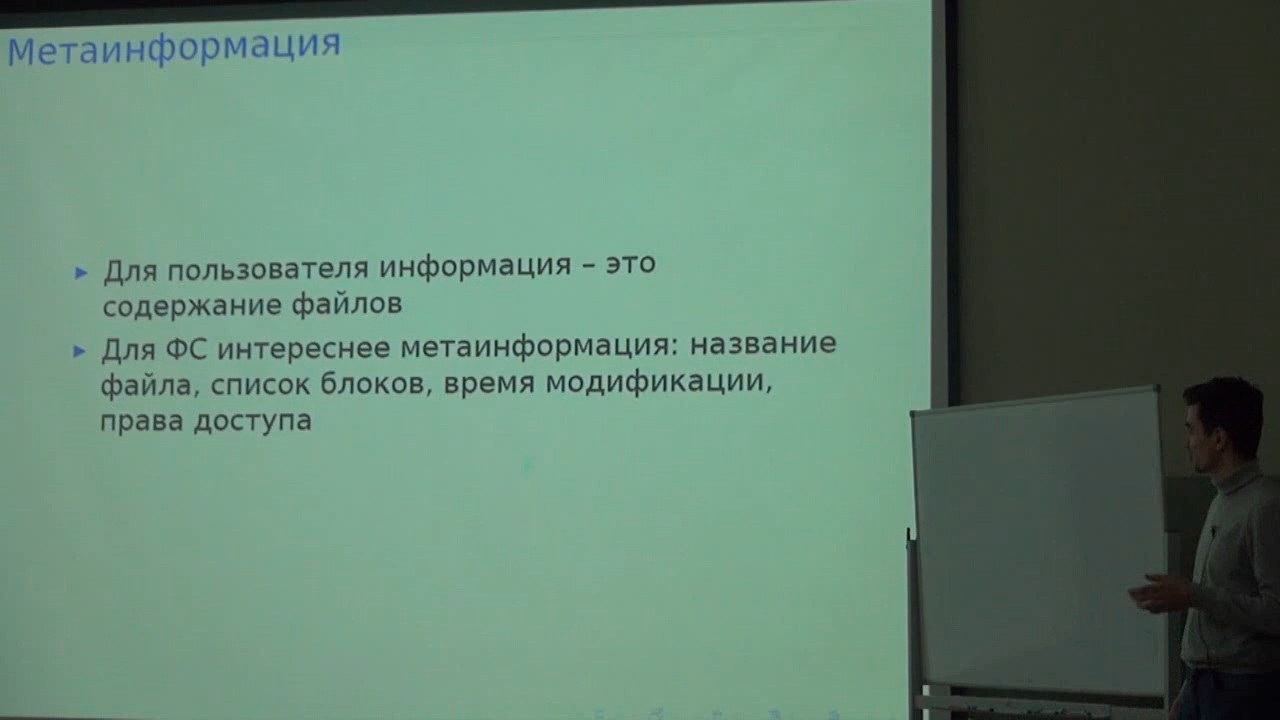 Метаинформация
Для пользователя информация – это
содержание файлов
Для ФС интереснее метаинформация: название
файла, список блоков, время модификации,
права доступа